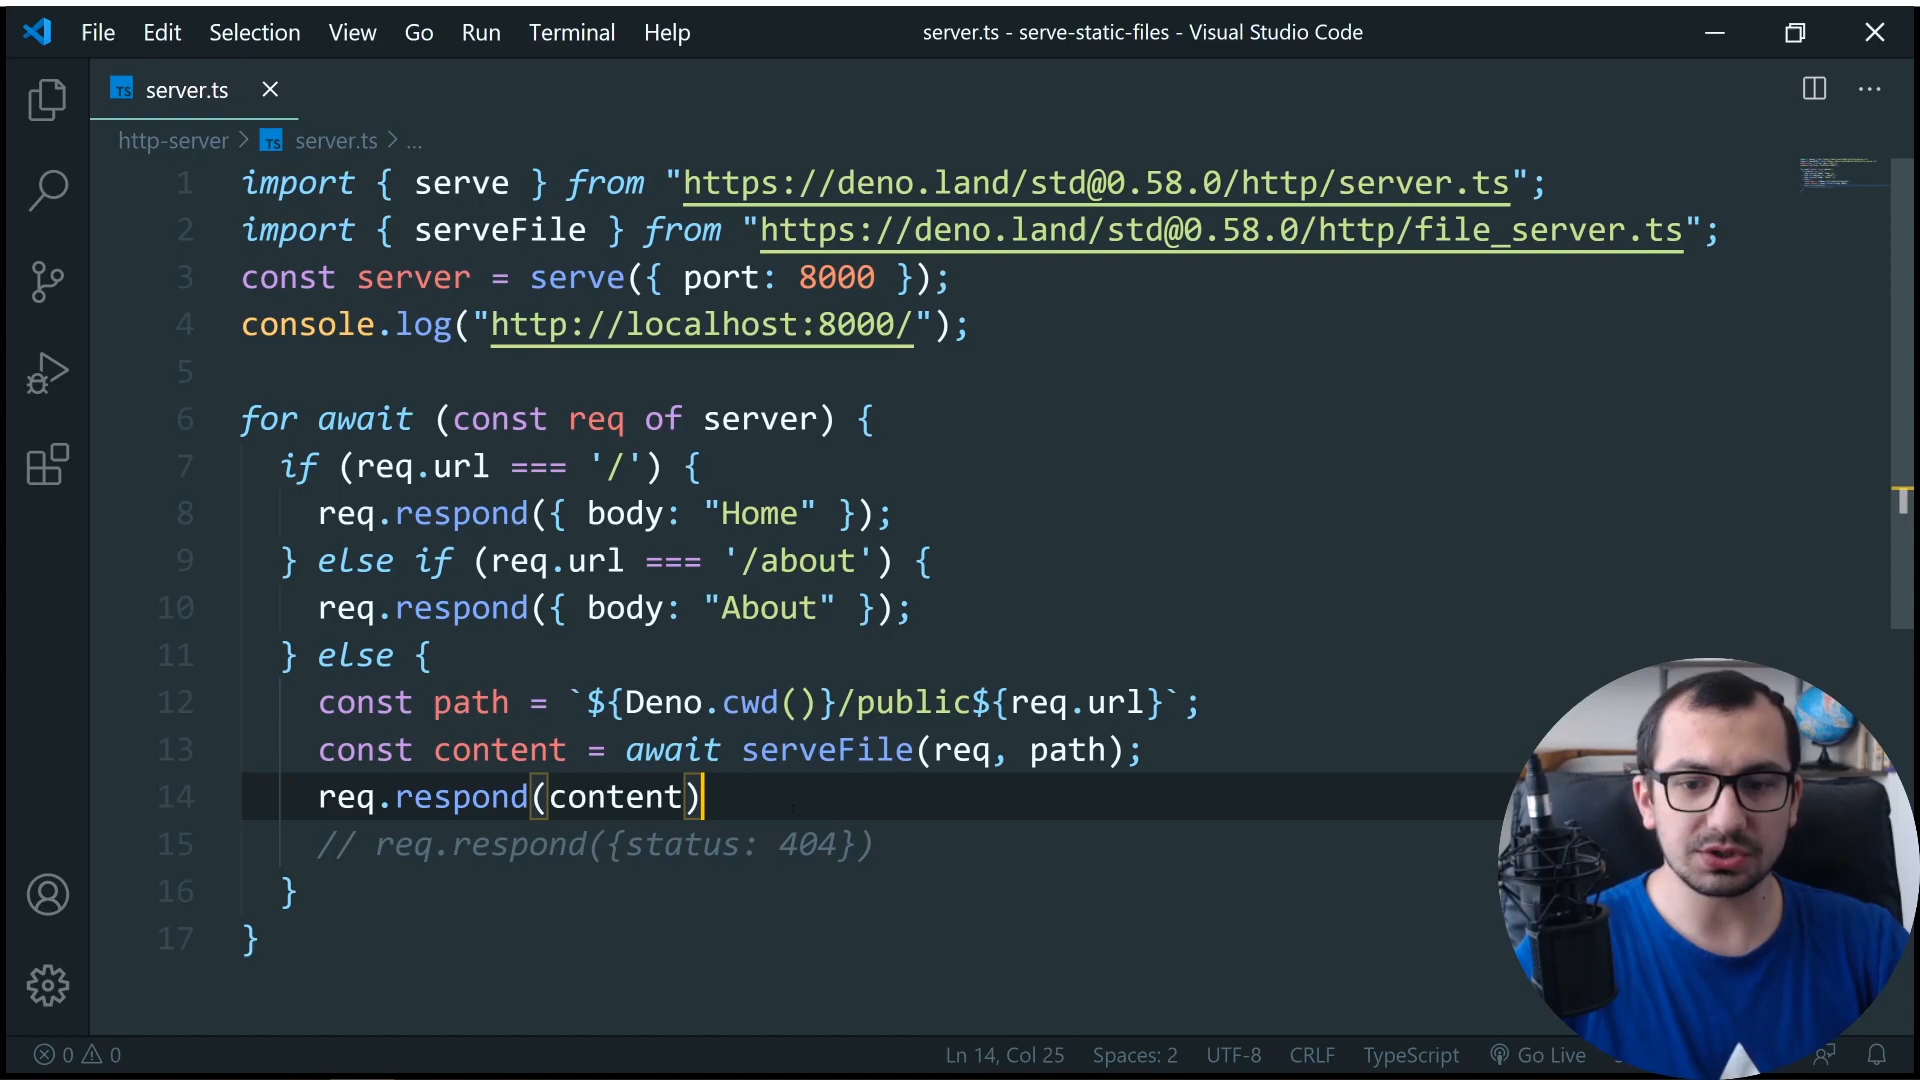 File Edit Selection View Go Run Terminal Help server.ts - serve-static-files - Visual Studio Code
TS server.ts
http-server > TS server.ts > ...
1 import { serve } from "https://deno.land/std@0.58.0/http/server.ts";
2 import { serveFile } from "https://deno.land/std@0.58.0/http/file_server.ts";
3 const server = serve({ port: 8000 });
4 console.log("http://localhost:8000/");
5
6 for await (const req of server) {
7 if (req.url === '/') {
8 req.respond({ body: "Home" });
9 } else if (req.url === '/about') {
10 req.respond({ body: "About" });
11 } else {
12 const path = `${Deno.cwd()}/public${req.url}`;
13 const content = await serveFile(req, path);
14 req.respond(content)
15 // req.respond({status: 404})
16 }
17 }
0 0 Ln 14, Col 25 Spaces: 2 UTF-8 CRLF TypeScript Go Live